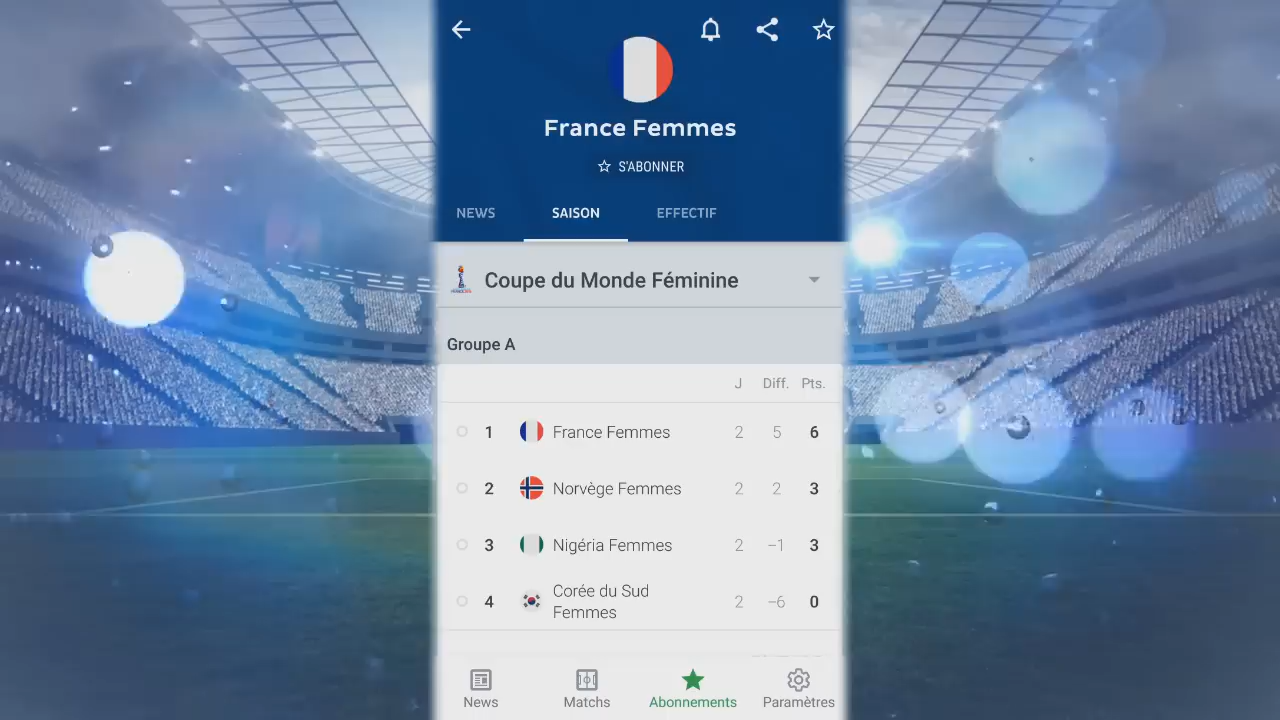 France Femmes
S'ABONNER
NEWS SAISON EFFECTIF
Coupe du Monde Féminine
Groupe A
J Diff. Pts.
1 France Femmes 2 5 6
2 Norvège Femmes 2 2 3
3 Nigéria Femmes 2 −1 3
4 Corée du Sud Femmes 2 −6 0
News Matchs Abonnements Paramètres